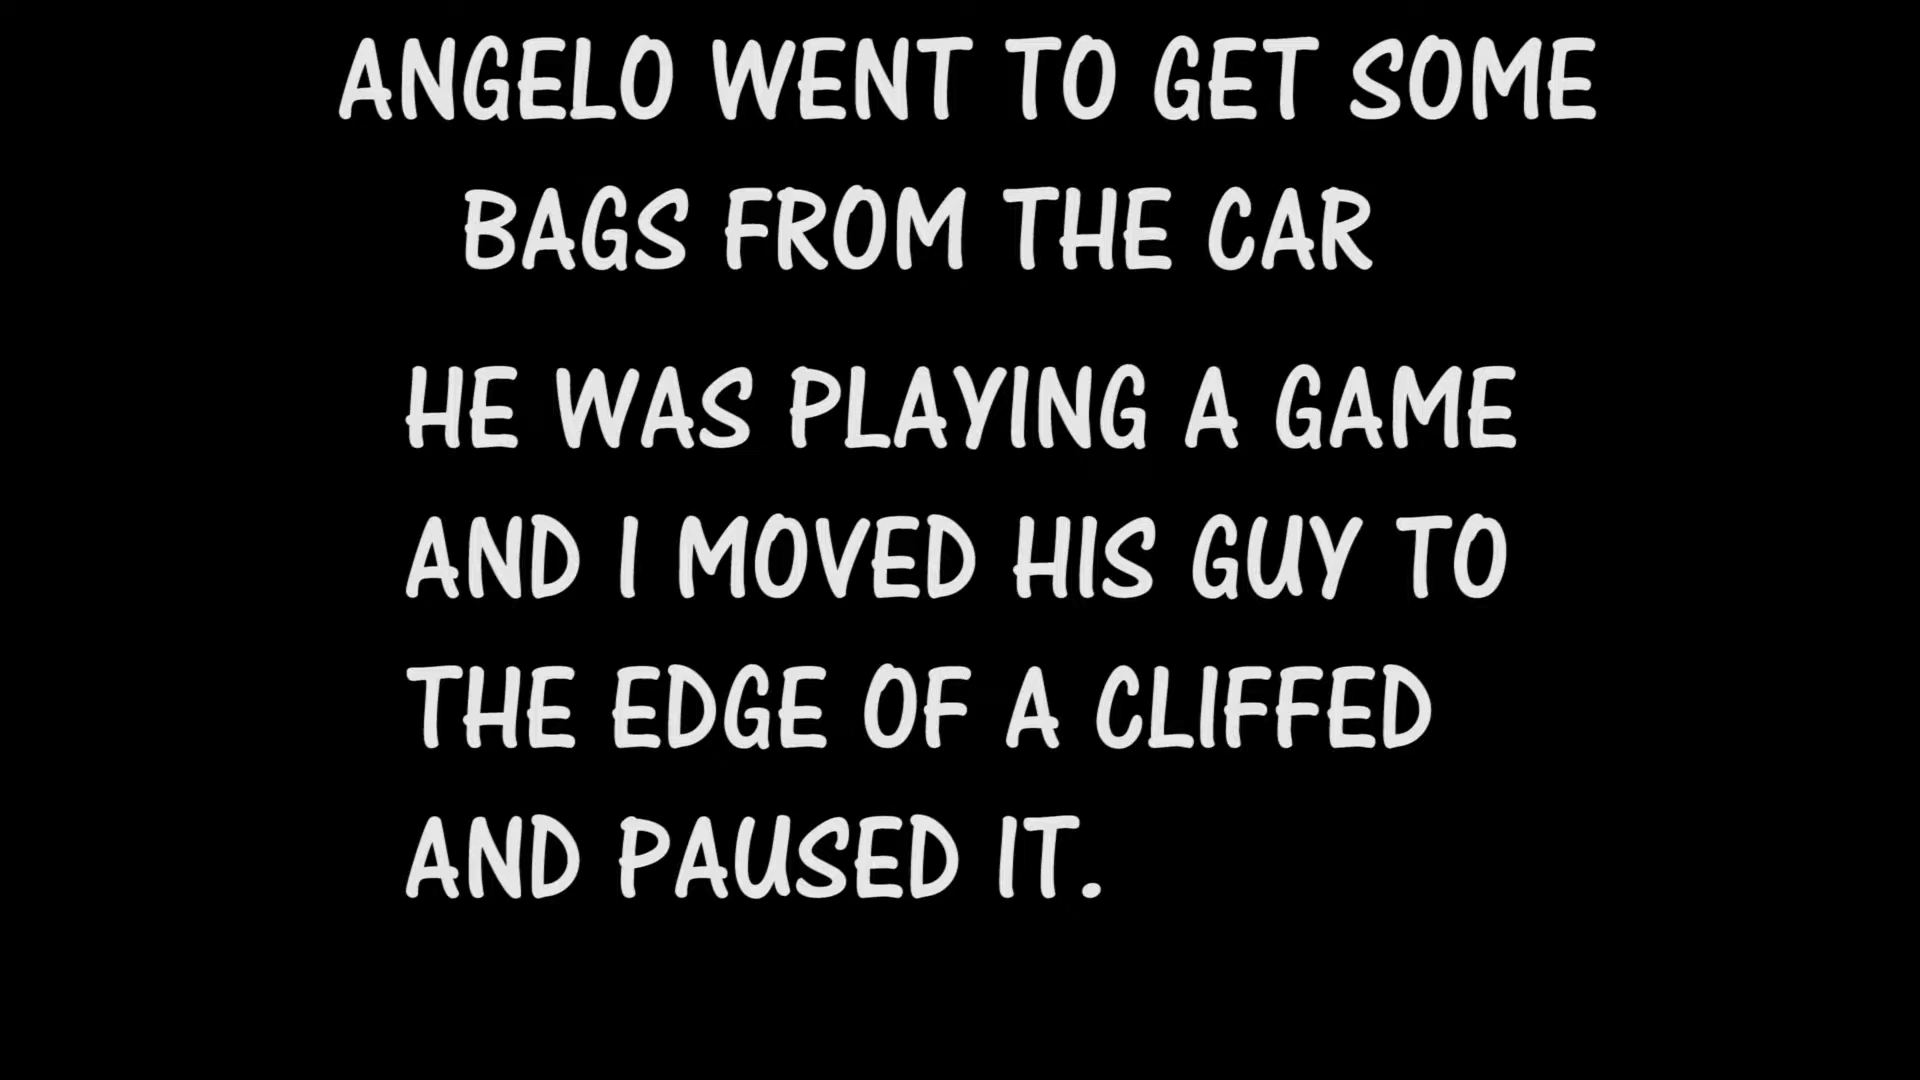 ANGELO WENT TO GET SOME
BAGS FROM THE CAR
HE WAS PLAYING A GAME
AND I MOVED HIS GUY TO
THE EDGE OF A CLIFFED
AND PAUSED IT.